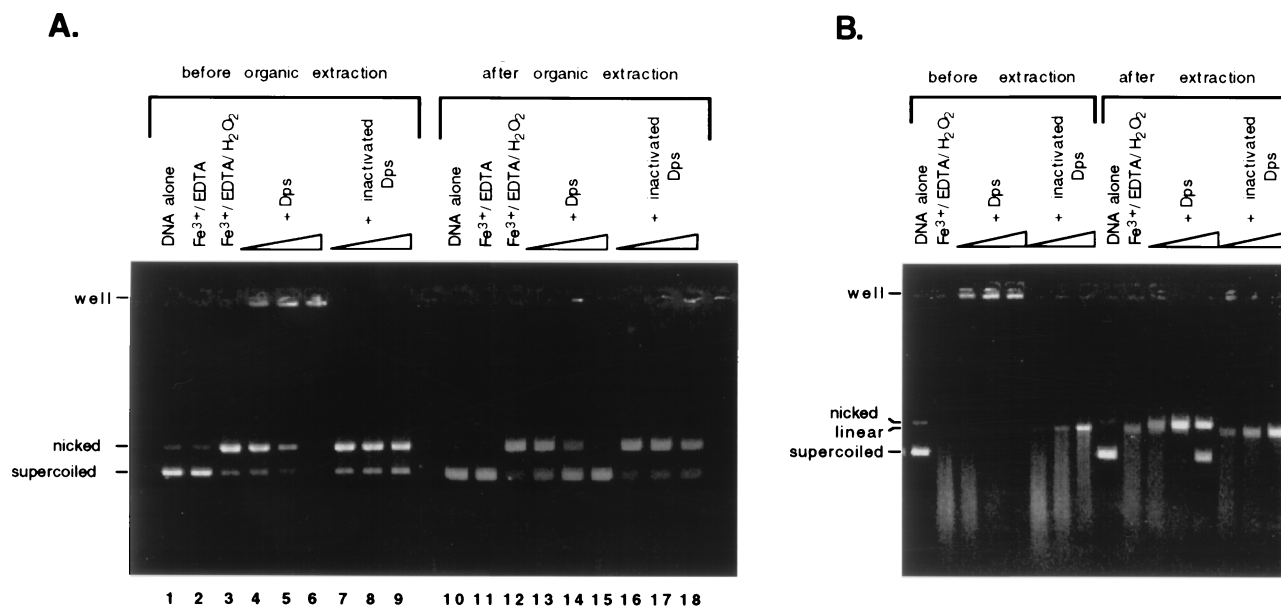 A.
before organic extraction
after organic extraction
DNA alone
Fe3+/ EDTA
Fe3+/ EDTA/ H2O2
+ Dps
+ inactivated
Dps
DNA alone
Fe3+/ EDTA
Fe3+/ EDTA/ H2O2
+ Dps
+ inactivated
Dps
well
nicked
supercoiled
1 2 3 4 5 6 7 8 9 10 11 12 13 14 15 16 17 18
B.
before extraction
after extraction
DNA alone
Fe3+/ EDTA/ H2O2
+ Dps
+ inactivated
Dps
DNA alone
Fe3+/ EDTA/ H2O2
+ Dps
+ inactivated
Dps
well
nicked
linear
supercoiled